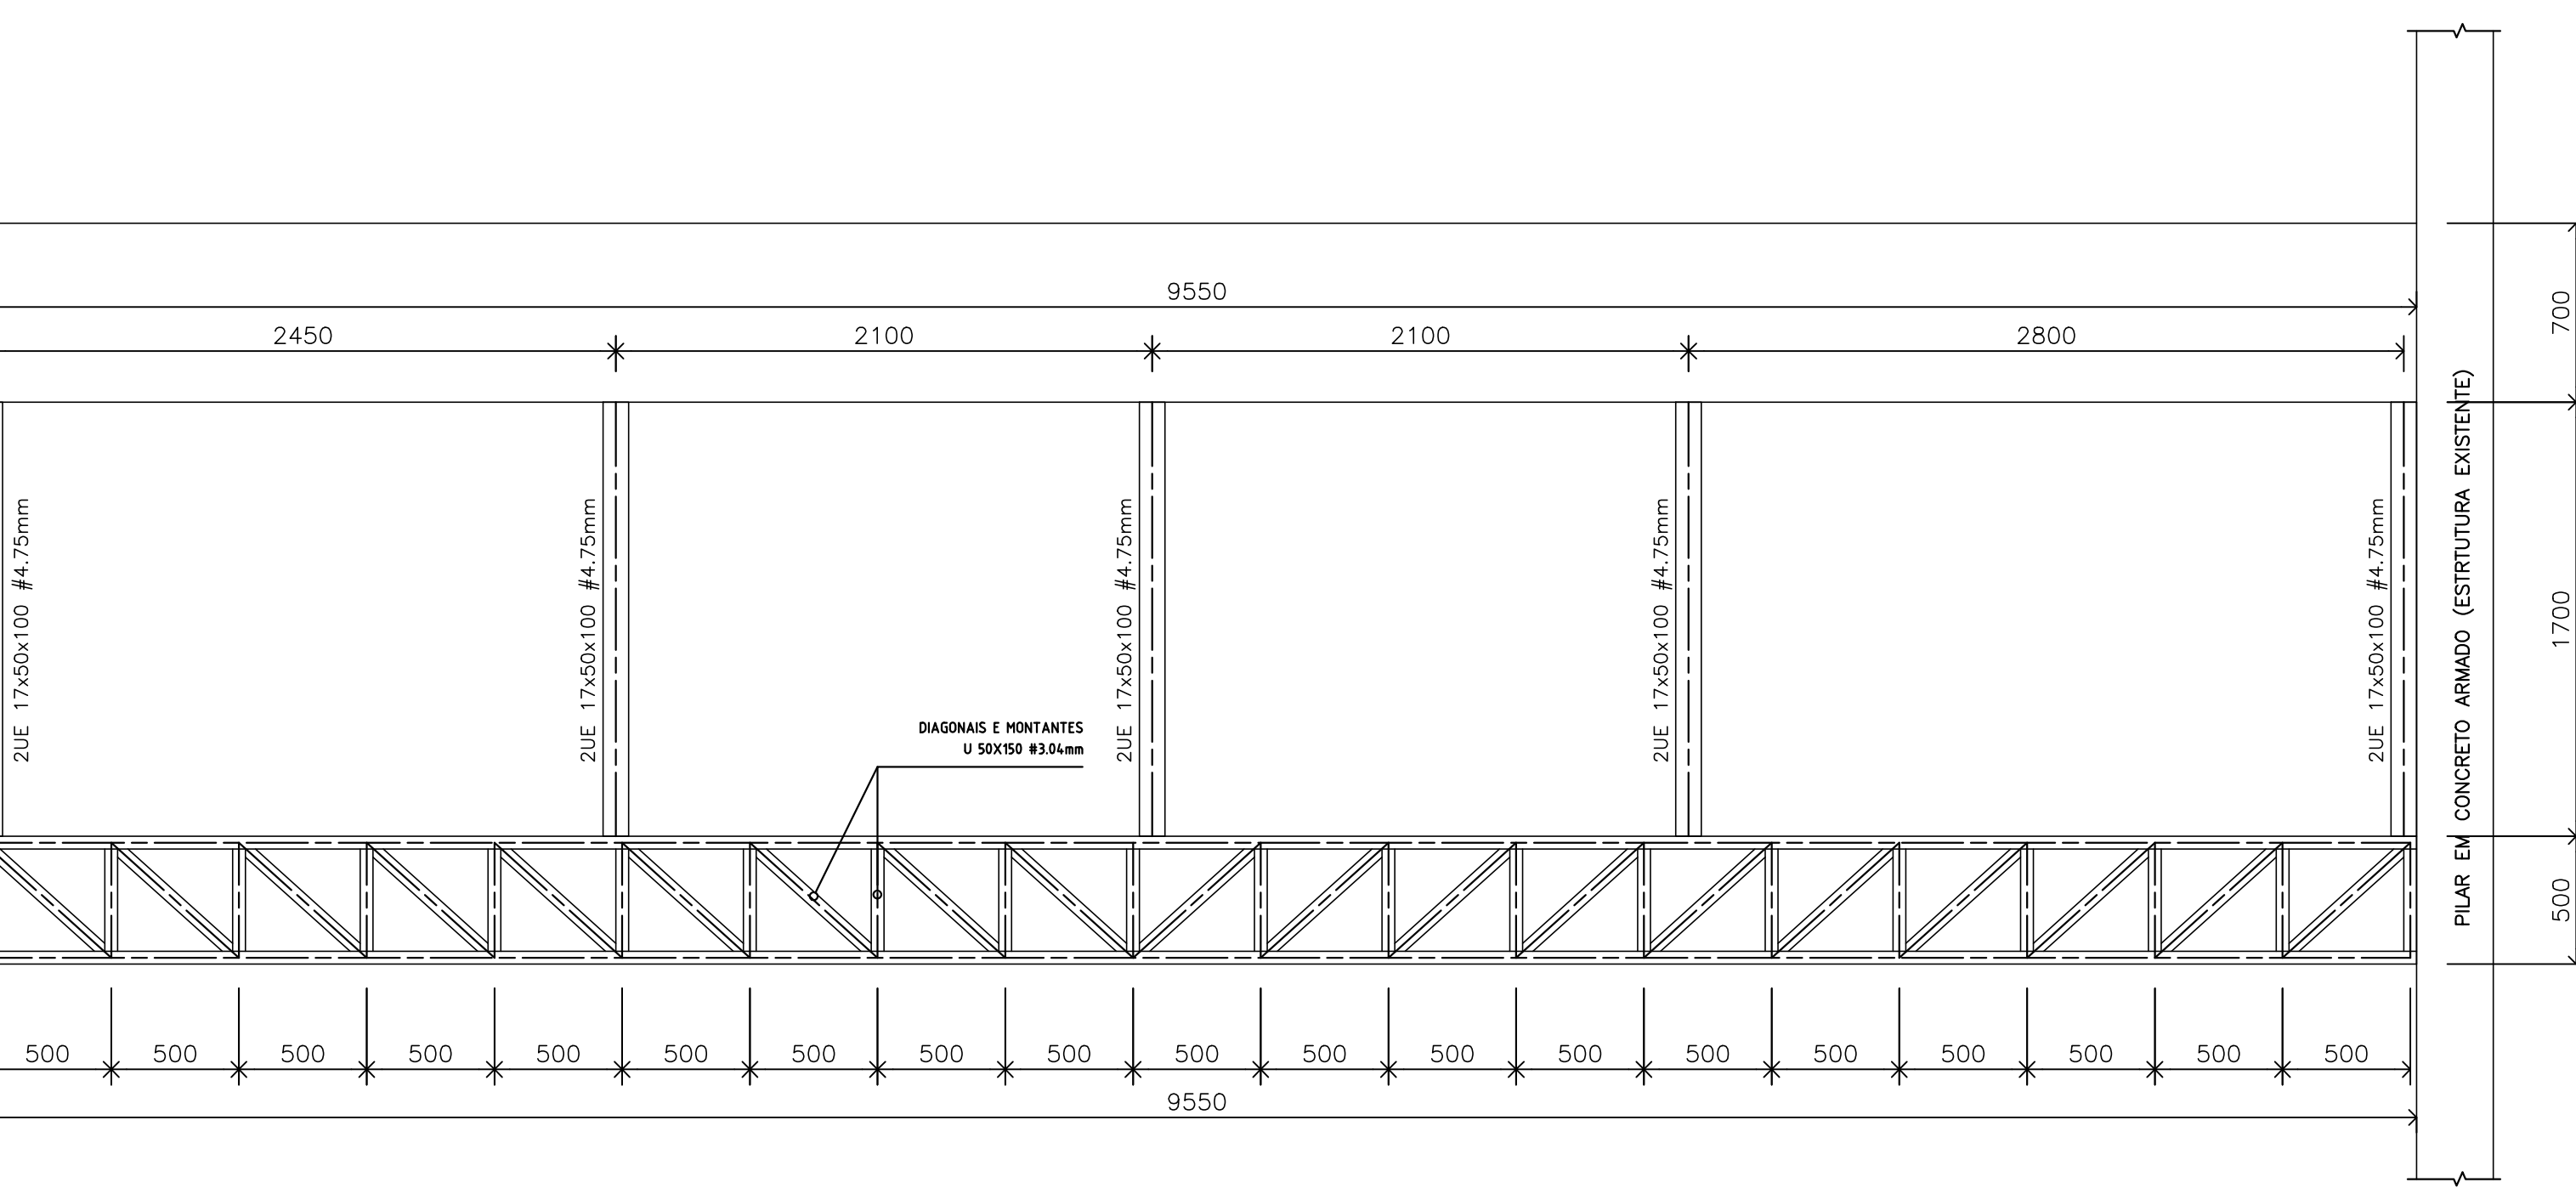 9550
2450 2100 2100 2800
700
2UE 17x50x100 #4.75mm
2UE 17x50x100 #4.75mm
2UE 17x50x100 #4.75mm
2UE 17x50x100 #4.75mm
2UE 17x50x100 #4.75mm
PILAR EM CONCRETO ARMADO (ESTRTUTURA EXISTENTE)
1700
DIAGONAIS E MONTANTES
U 50X150 #3.04mm
500
500 500 500 500 500 500 500 500 500 500 500 500 500 500 500 500 500 500 500
9550